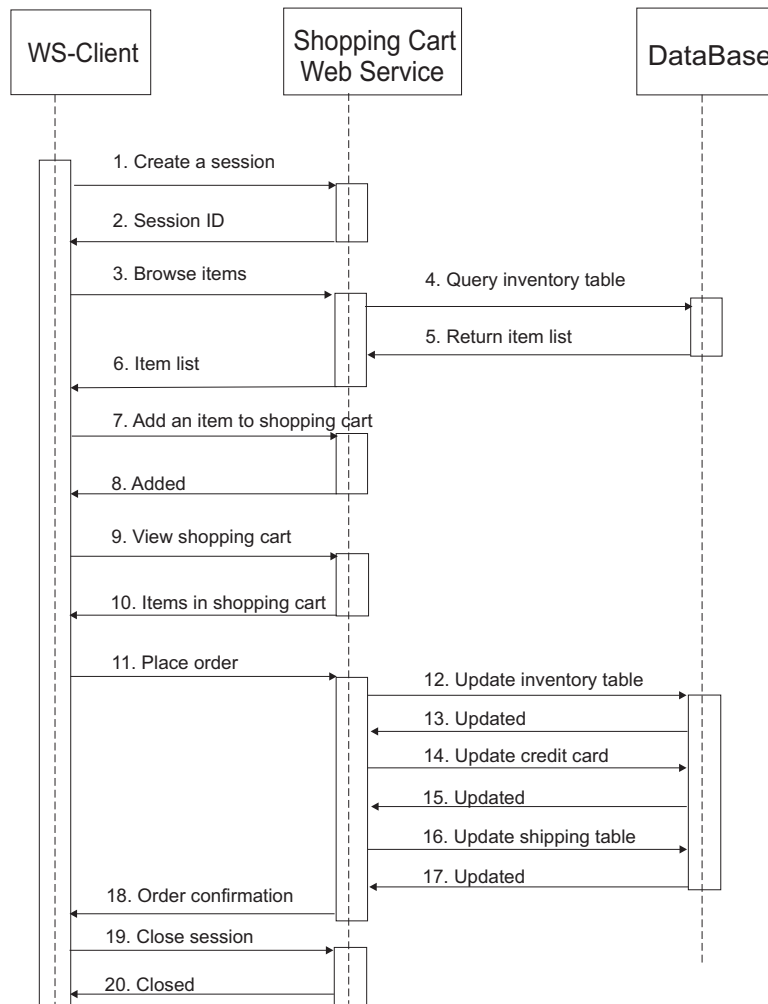 WS-Client
Shopping Cart
Web Service
DataBase
1. Create a session
2. Session ID
3. Browse items
4. Query inventory table
5. Return item list
6. Item list
7. Add an item to shopping cart
8. Added
9. View shopping cart
10. Items in shopping cart
11. Place order
12. Update inventory table
13. Updated
14. Update credit card
15. Updated
16. Update shipping table
17. Updated
18. Order confirmation
19. Close session
20. Closed